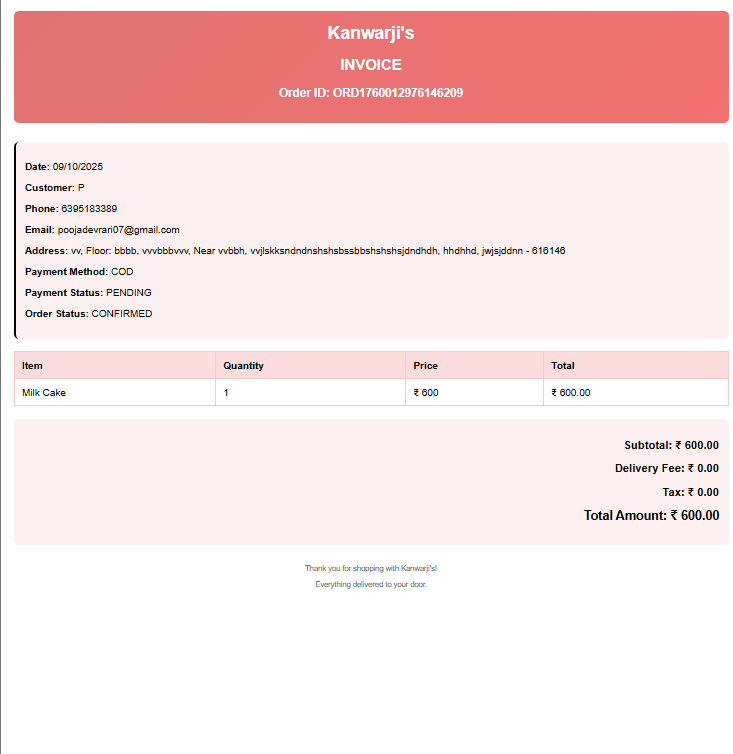 Kanwarji's
INVOICE
Order ID: ORD1760012976146209
Date: 09/10/2025
Customer: P
Phone: 6395183389
Email: poojadevrari07@gmail.com
Address: vv, Floor: bbbb, vvvbbbvvv, Near vvbbh, vvjlskksndndnshshsbssbbshshshsjdndhdh, hhdhhd, jwjsjddnn - 616146
Payment Method: COD
Payment Status: PENDING
Order Status: CONFIRMED
Item Quantity Price Total
Milk Cake 1 ₹ 600 ₹ 600.00
Subtotal: ₹ 600.00
Delivery Fee: ₹ 0.00
Tax: ₹ 0.00
Total Amount: ₹ 600.00
Thank you for shopping with Kanwarji's!
Everything delivered to your door.